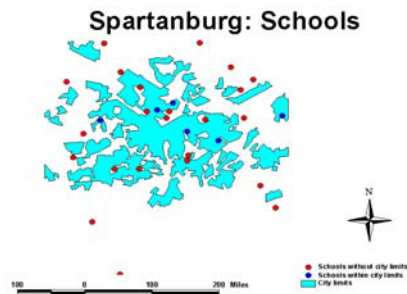 Spartanburg: Schools
N
Schools without city limits
Schools within city limits
City limits
100 0 100 200 Miles